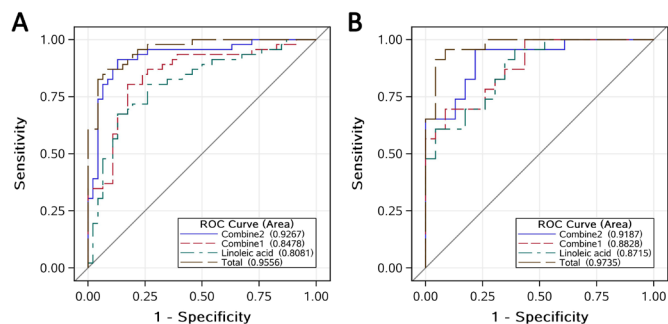 A
Sensitivity
1.00
0.75
0.50
0.25
0.00
ROC Curve (Area)
Combine2 (0.9267)
Combine1 (0.8478)
Linoleic acid (0.8081)
Total (0.9556)
0.00 0.25 0.50 0.75 1.00
1 - Specificity
B
Sensitivity
1.00
0.75
0.50
0.25
0.00
ROC Curve (Area)
Combine2 (0.9187)
Combine1 (0.8828)
Linoleic acid (0.8715)
Total (0.9735)
0.00 0.25 0.50 0.75 1.00
1 - Specificity